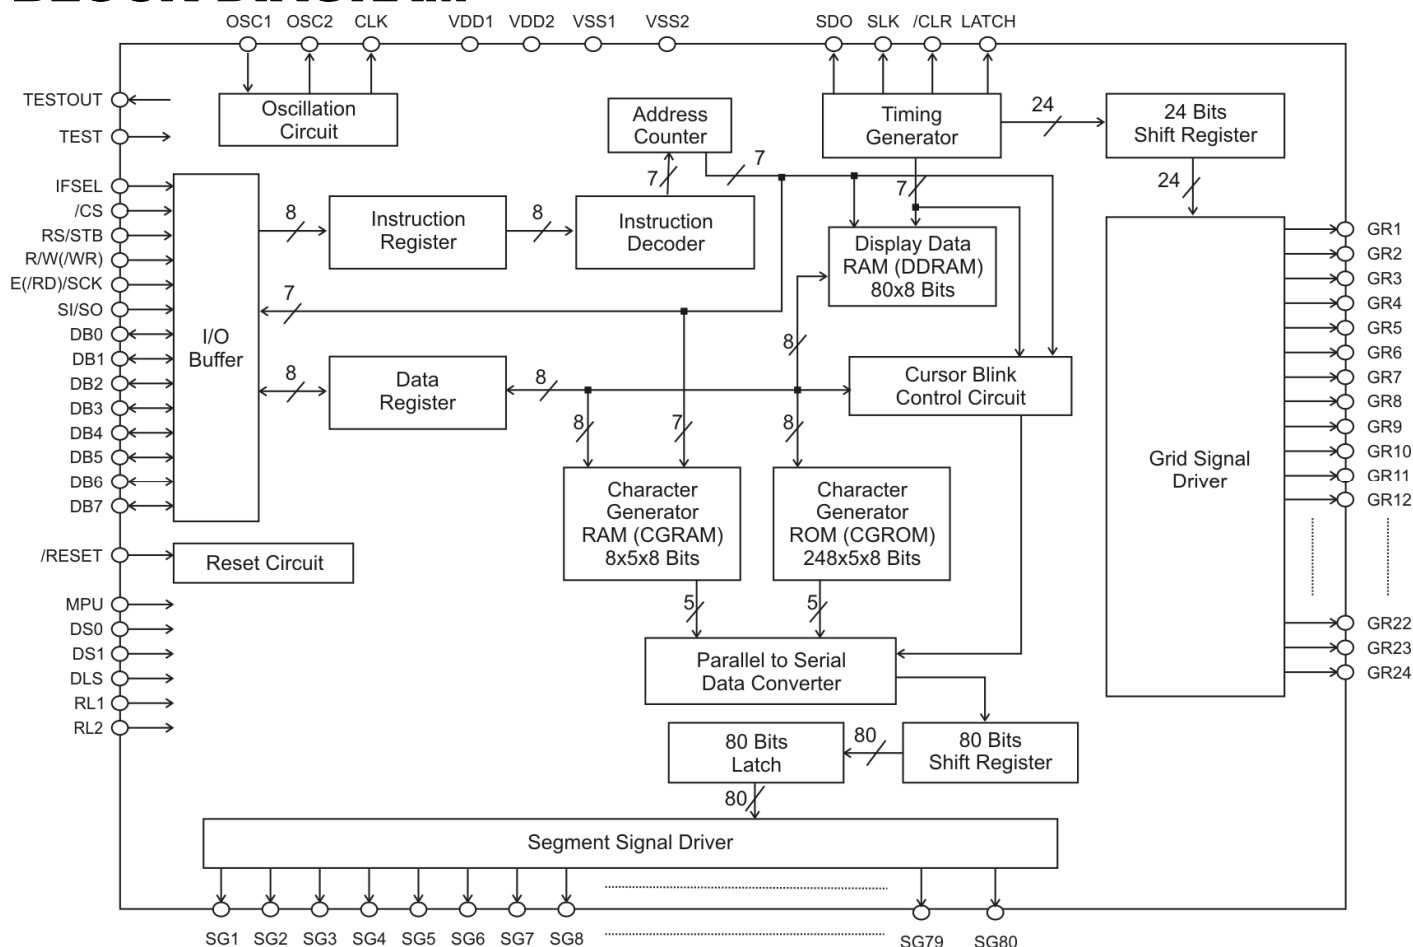 OSC1 OSC2 CLK VDD1 VDD2 VSS1 VSS2 SDO SLK /CLR LATCH
TESTOUT
TEST
IFSEL
/CS
RS/STB
R/W(/WR)
E(/RD)/SCK
SI/SO
DB0
DB1
DB2
DB3
DB4
DB5
DB6
DB7
/RESET
MPU
DS0
DS1
DLS
RL1
RL2
Oscillation
Circuit
Address
Counter
Timing
Generator
24
24 Bits
Shift Register
7
7
7
24
I/O
Buffer
8
Instruction
Register
8
Instruction
Decoder
Display Data
RAM (DDRAM)
80x8 Bits
7
8
8
Data
Register
8
Cursor Blink
Control Circuit
8
7
8
Character
Generator
RAM (CGRAM)
8x5x8 Bits
Character
Generator
ROM (CGROM)
248x5x8 Bits
Reset Circuit
5
5
Parallel to Serial
Data Converter
80 Bits
Latch
80
80 Bits
Shift Register
80
Segment Signal Driver
Grid Signal
Driver
GR1
GR2
GR3
GR4
GR5
GR6
GR7
GR8
GR9
GR10
GR11
GR12
GR22
GR23
GR24
SG1 SG2 SG3 SG4 SG5 SG6 SG7 SG8 SG79 SG80